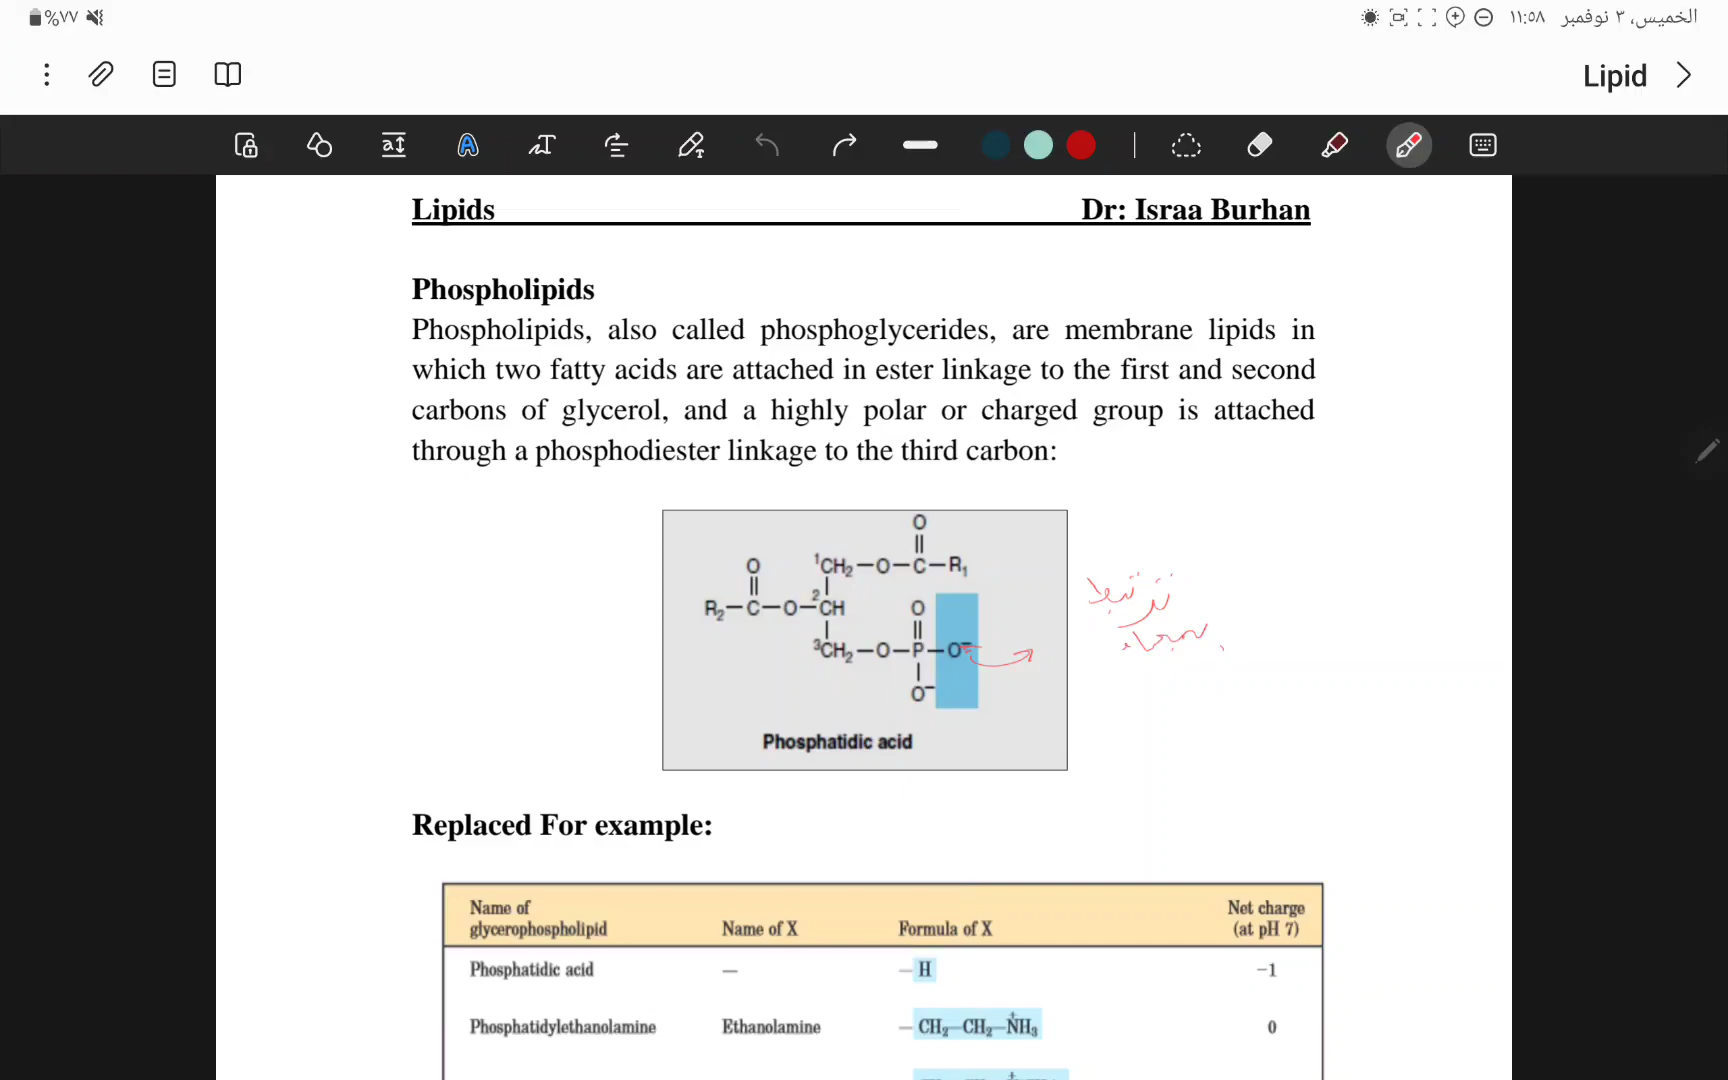 ٪٧٧
الخميس، ٣ نوفمبر ١١:٥٨
Lipid
Lipids Dr: Israa Burhan
Phospholipids
Phospholipids, also called phosphoglycerides, are membrane lipids in
which two fatty acids are attached in ester linkage to the first and second
carbons of glycerol, and a highly polar or charged group is attached
through a phosphodiester linkage to the third carbon:
O
O ¹CH₂—O—C—R₁
R₂—C—O—²CH O
³CH₂—O—P—O⁻
O⁻
Phosphatidic acid
ترتبط
Replaced For example:
Name of glycerophospholipid Name of X Formula of X Net charge (at pH 7)
Phosphatidic acid — —H −1
Phosphatidylethanolamine Ethanolamine —CH₂—CH₂—N⁺H₃ 0